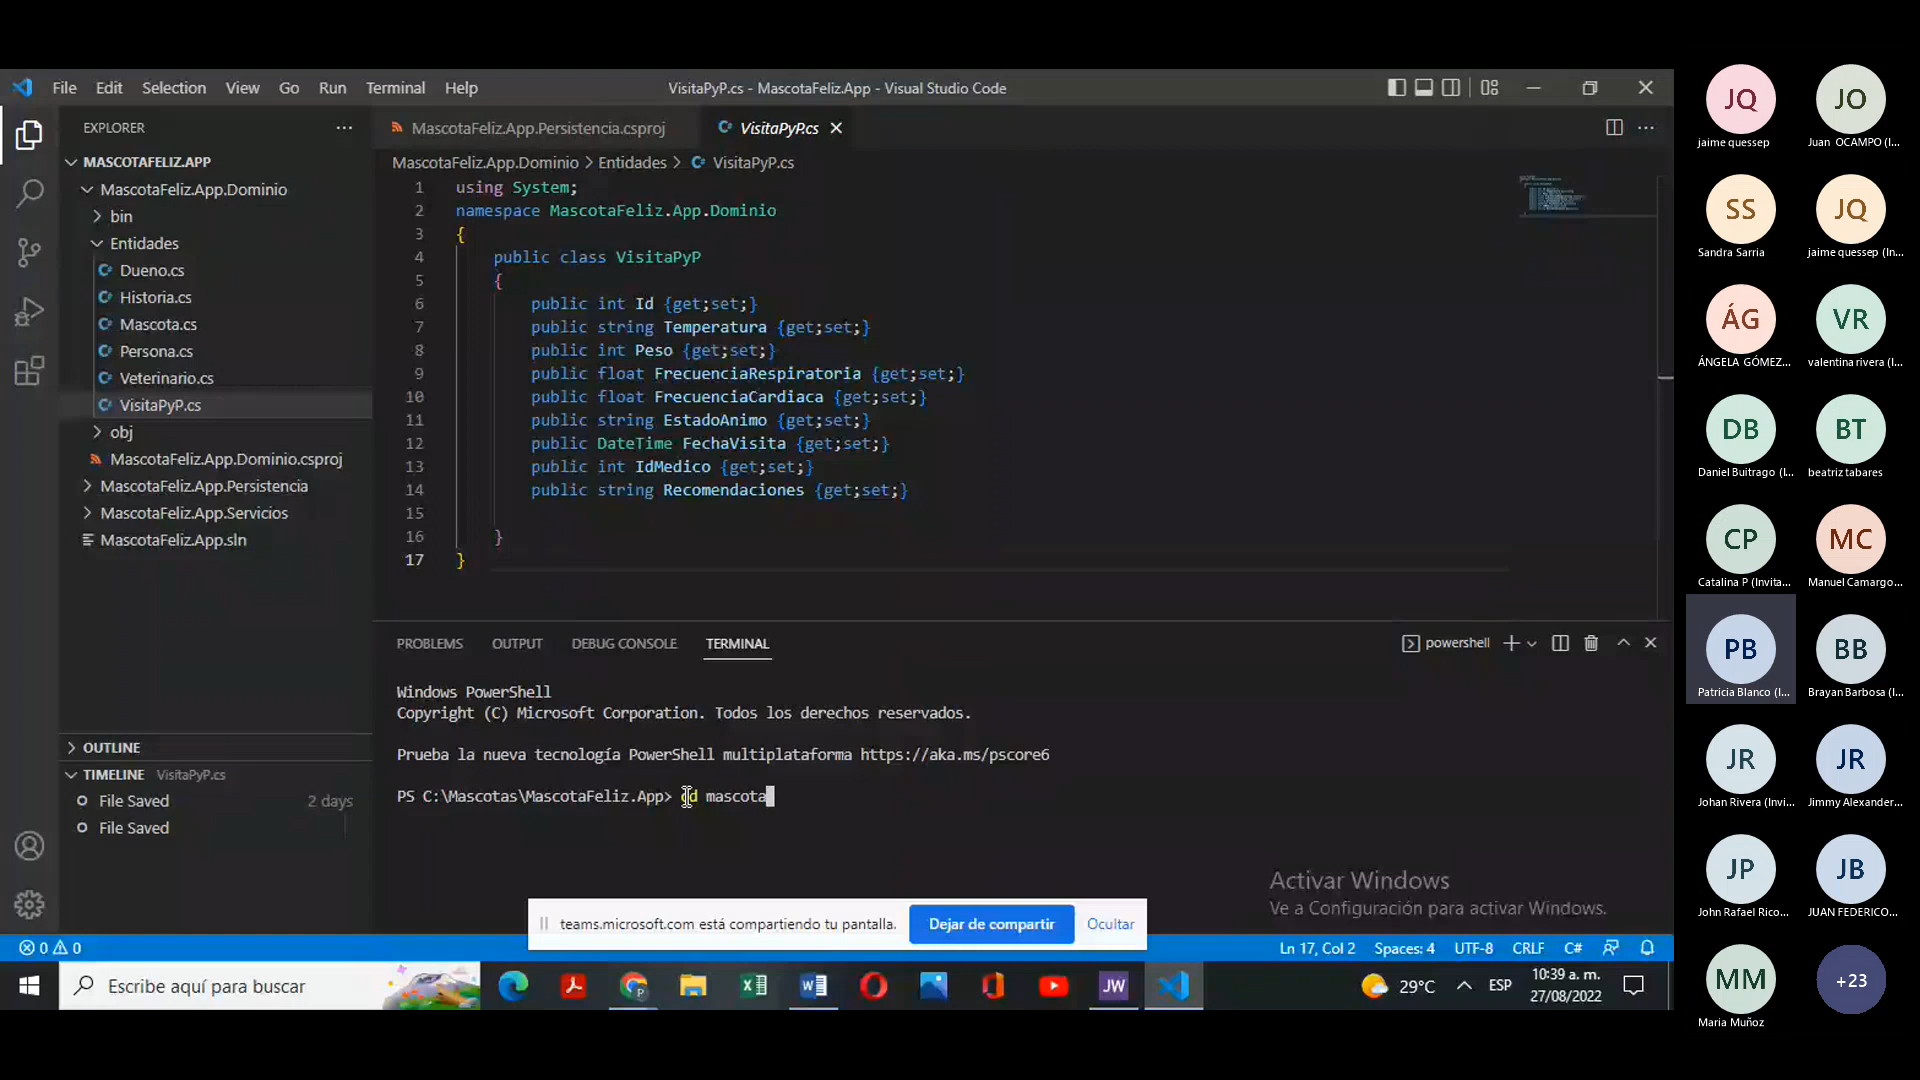 File Edit Selection View Go Run Terminal Help
VisitaPyP.cs - MascotaFeliz.App - Visual Studio Code
EXPLORER
MASCOTAFELIZ.APP
MascotaFeliz.App.Dominio
bin
Entidades
Dueno.cs
Historia.cs
Mascota.cs
Persona.cs
Veterinario.cs
VisitaPyP.cs
obj
MascotaFeliz.App.Dominio.csproj
MascotaFeliz.App.Persistencia
MascotaFeliz.App.Servicios
MascotaFeliz.App.sln
OUTLINE
TIMELINE VisitaPyP.cs
File Saved 2 days
File Saved
MascotaFeliz.App.Persistencia.csproj
VisitaPyP.cs
MascotaFeliz.App.Dominio > Entidades > VisitaPyP.cs
1 using System;
2 namespace MascotaFeliz.App.Dominio
3 {
4 public class VisitaPyP
5 {
6 public int Id {get;set;}
7 public string Temperatura {get;set;}
8 public int Peso {get;set;}
9 public float FrecuenciaRespiratoria {get;set;}
10 public float FrecuenciaCardiaca {get;set;}
11 public string EstadoAnimo {get;set;}
12 public DateTime FechaVisita {get;set;}
13 public int IdMedico {get;set;}
14 public string Recomendaciones {get;set;}
15
16 }
17 }
PROBLEMS OUTPUT DEBUG CONSOLE TERMINAL
powershell
Windows PowerShell
Copyright (C) Microsoft Corporation. Todos los derechos reservados.
Prueba la nueva tecnología PowerShell multiplataforma https://aka.ms/pscore6
PS C:\Mascotas\MascotaFeliz.App> cd mascota
Activar Windows
Ve a Configuración para activar Windows.
teams.microsoft.com está compartiendo tu pantalla. Dejar de compartir Ocultar
0 0
Ln 17, Col 2 Spaces: 4 UTF-8 CRLF C#
Escribe aquí para buscar
JW
29°C ESP
10:39 a. m.
27/08/2022
JQ JO
jaime quessep Juan OCAMPO (I...
SS JQ
Sandra Sarria jaime quessep (In...
ÁG VR
ÁNGELA GÓMEZ... valentina rivera (I...
DB BT
Daniel Buitrago (I... beatriz tabares
CP MC
Catalina P (Invita... Manuel Camargo...
PB BB
Patricia Blanco (I... Brayan Barbosa (I...
JR JR
Johan Rivera (Invi... Jimmy Alexander...
JP JB
John Rafael Rico... JUAN FEDERICO...
MM +23
Maria Muñoz